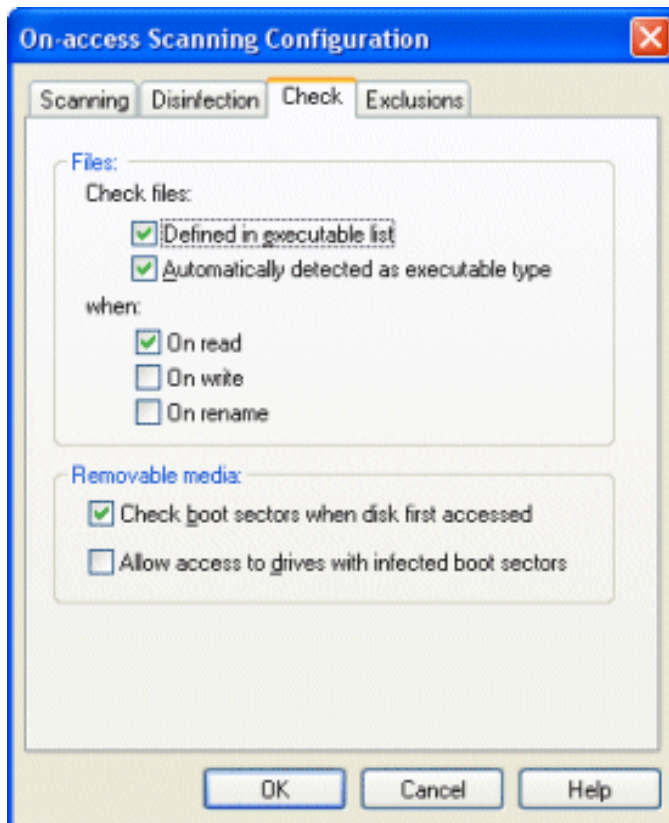 On-access Scanning Configuration
Scanning Disinfection Check Exclusions
Files:
Check files:
Defined in executable list
Automatically detected as executable type
when:
On read
On write
On rename
Removable media:
Check boot sectors when disk first accessed
Allow access to drives with infected boot sectors
OK Cancel Help